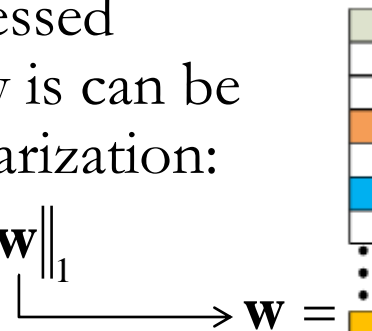 essed
is can be
arization:
w‖₁
w =